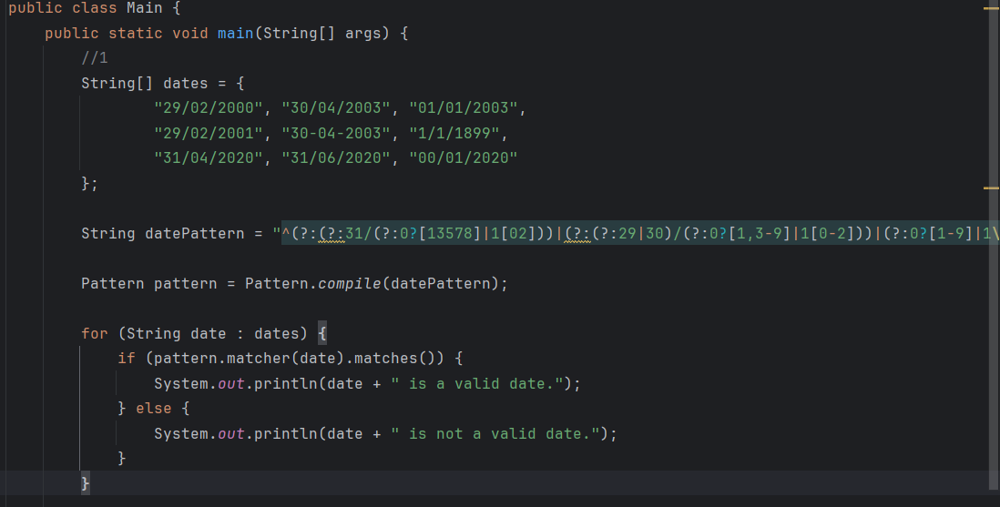 public class Main {
public static void main(String[] args) {
//1
String[] dates = {
"29/02/2000", "30/04/2003", "01/01/2003",
"29/02/2001", "30-04-2003", "1/1/1899",
"31/04/2020", "31/06/2020", "00/01/2020"
};
String datePattern = "^(?:(?:31/(?:0?[13578]|1[02]))|(?:(?:29|30)/(?:0?[1,3-9]|1[0-2]))|(?:0?[1-9]|1\
Pattern pattern = Pattern.compile(datePattern);
for (String date : dates) {
if (pattern.matcher(date).matches()) {
System.out.println(date + " is a valid date.");
} else {
System.out.println(date + " is not a valid date.");
}
}